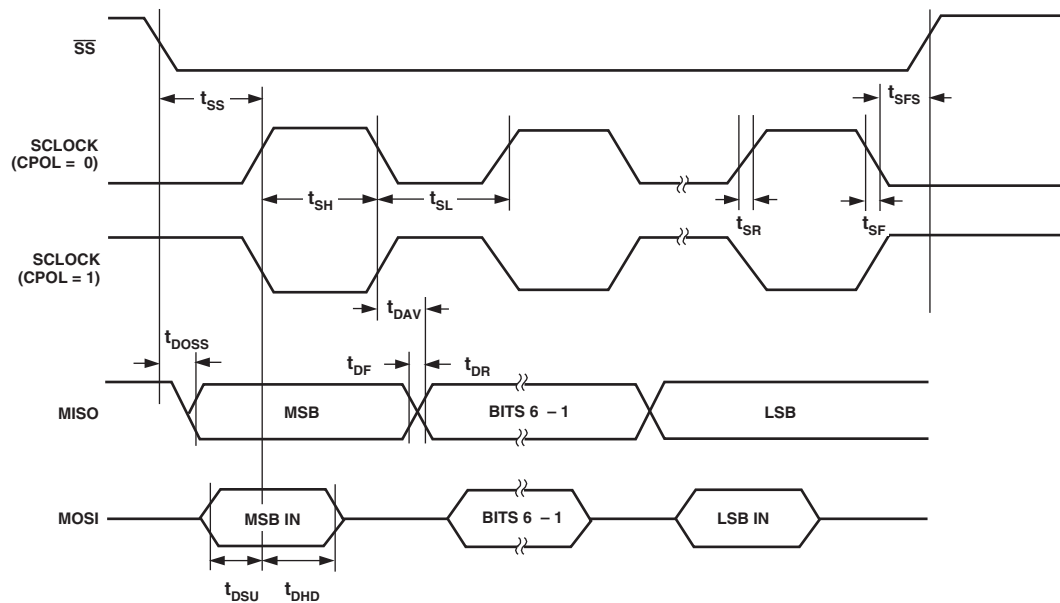 SS
tSS
tSFS
SCLOCK
(CPOL = 0)
tSH
tSL
tSR
tSF
SCLOCK
(CPOL = 1)
tDAV
tDOSS
tDF
tDR
MISO
MSB
BITS 6 – 1
LSB
MOSI
MSB IN
BITS 6 – 1
LSB IN
tDSU
tDHD